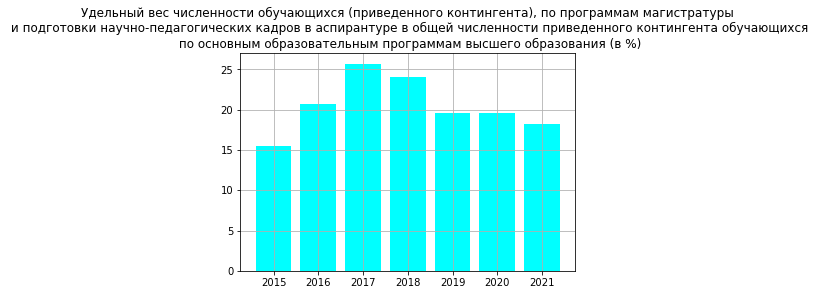 Удельный вес численности обучающихся (приведенного контингента), по программам магистратуры
и подготовки научно-педагогических кадров в аспирантуре в общей численности приведенного контингента обучающихся
по основным образовательным программам высшего образования (в %)
25
20
15
10
5
0
2015 2016 2017 2018 2019 2020 2021